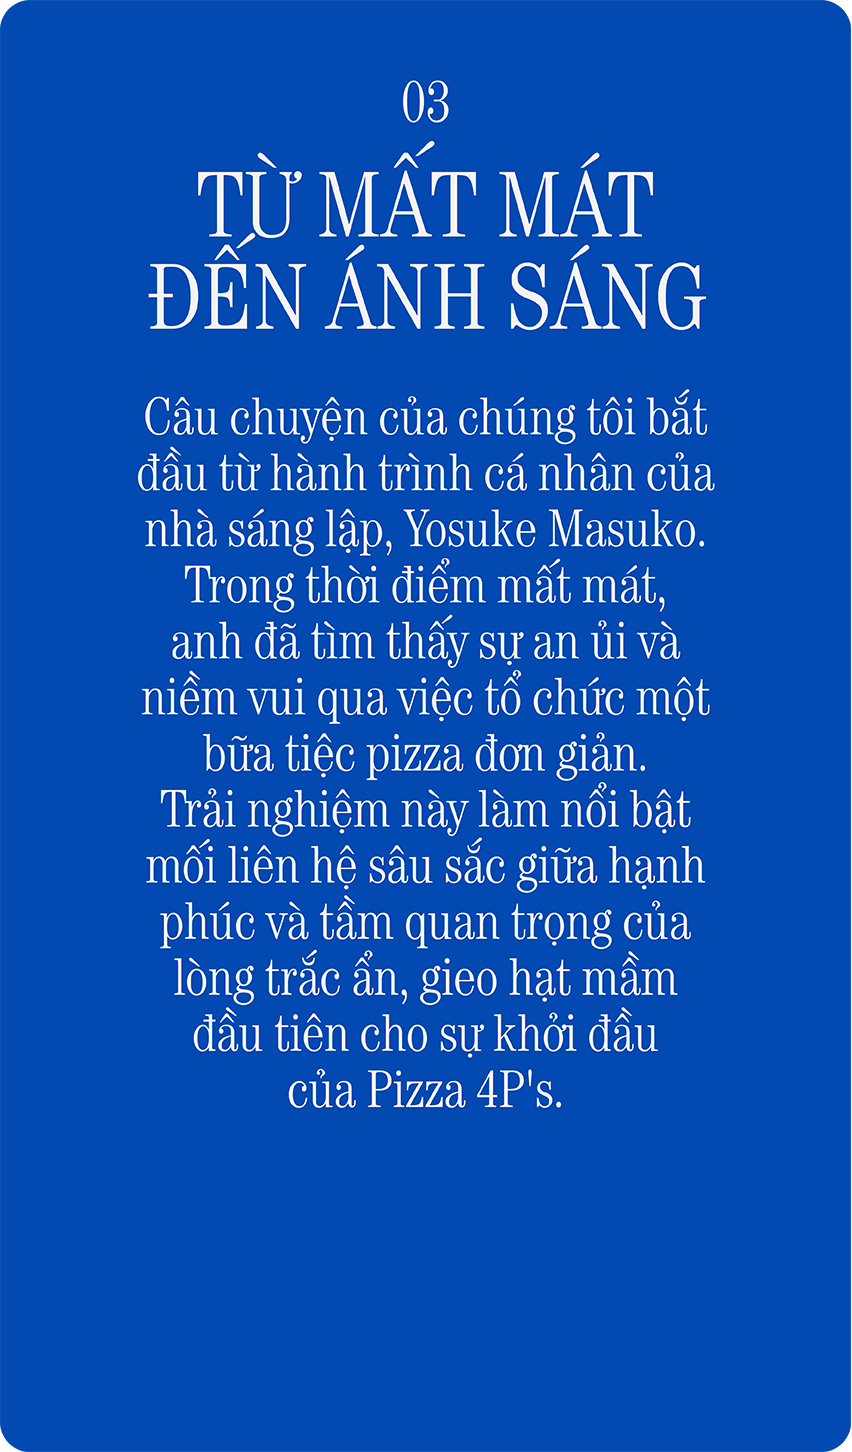 03
TỪ MẤT MÁT
ĐẾN ÁNH SÁNG
Câu chuyện của chúng tôi bắt
đầu từ hành trình cá nhân của
nhà sáng lập, Yosuke Masuko.
Trong thời điểm mất mát,
anh đã tìm thấy sự an ủi và
niềm vui qua việc tổ chức một
bữa tiệc pizza đơn giản.
Trải nghiệm này làm nổi bật
mối liên hệ sâu sắc giữa hạnh
phúc và tầm quan trọng của
lòng trắc ẩn, gieo hạt mầm
đầu tiên cho sự khởi đầu
của Pizza 4P's.